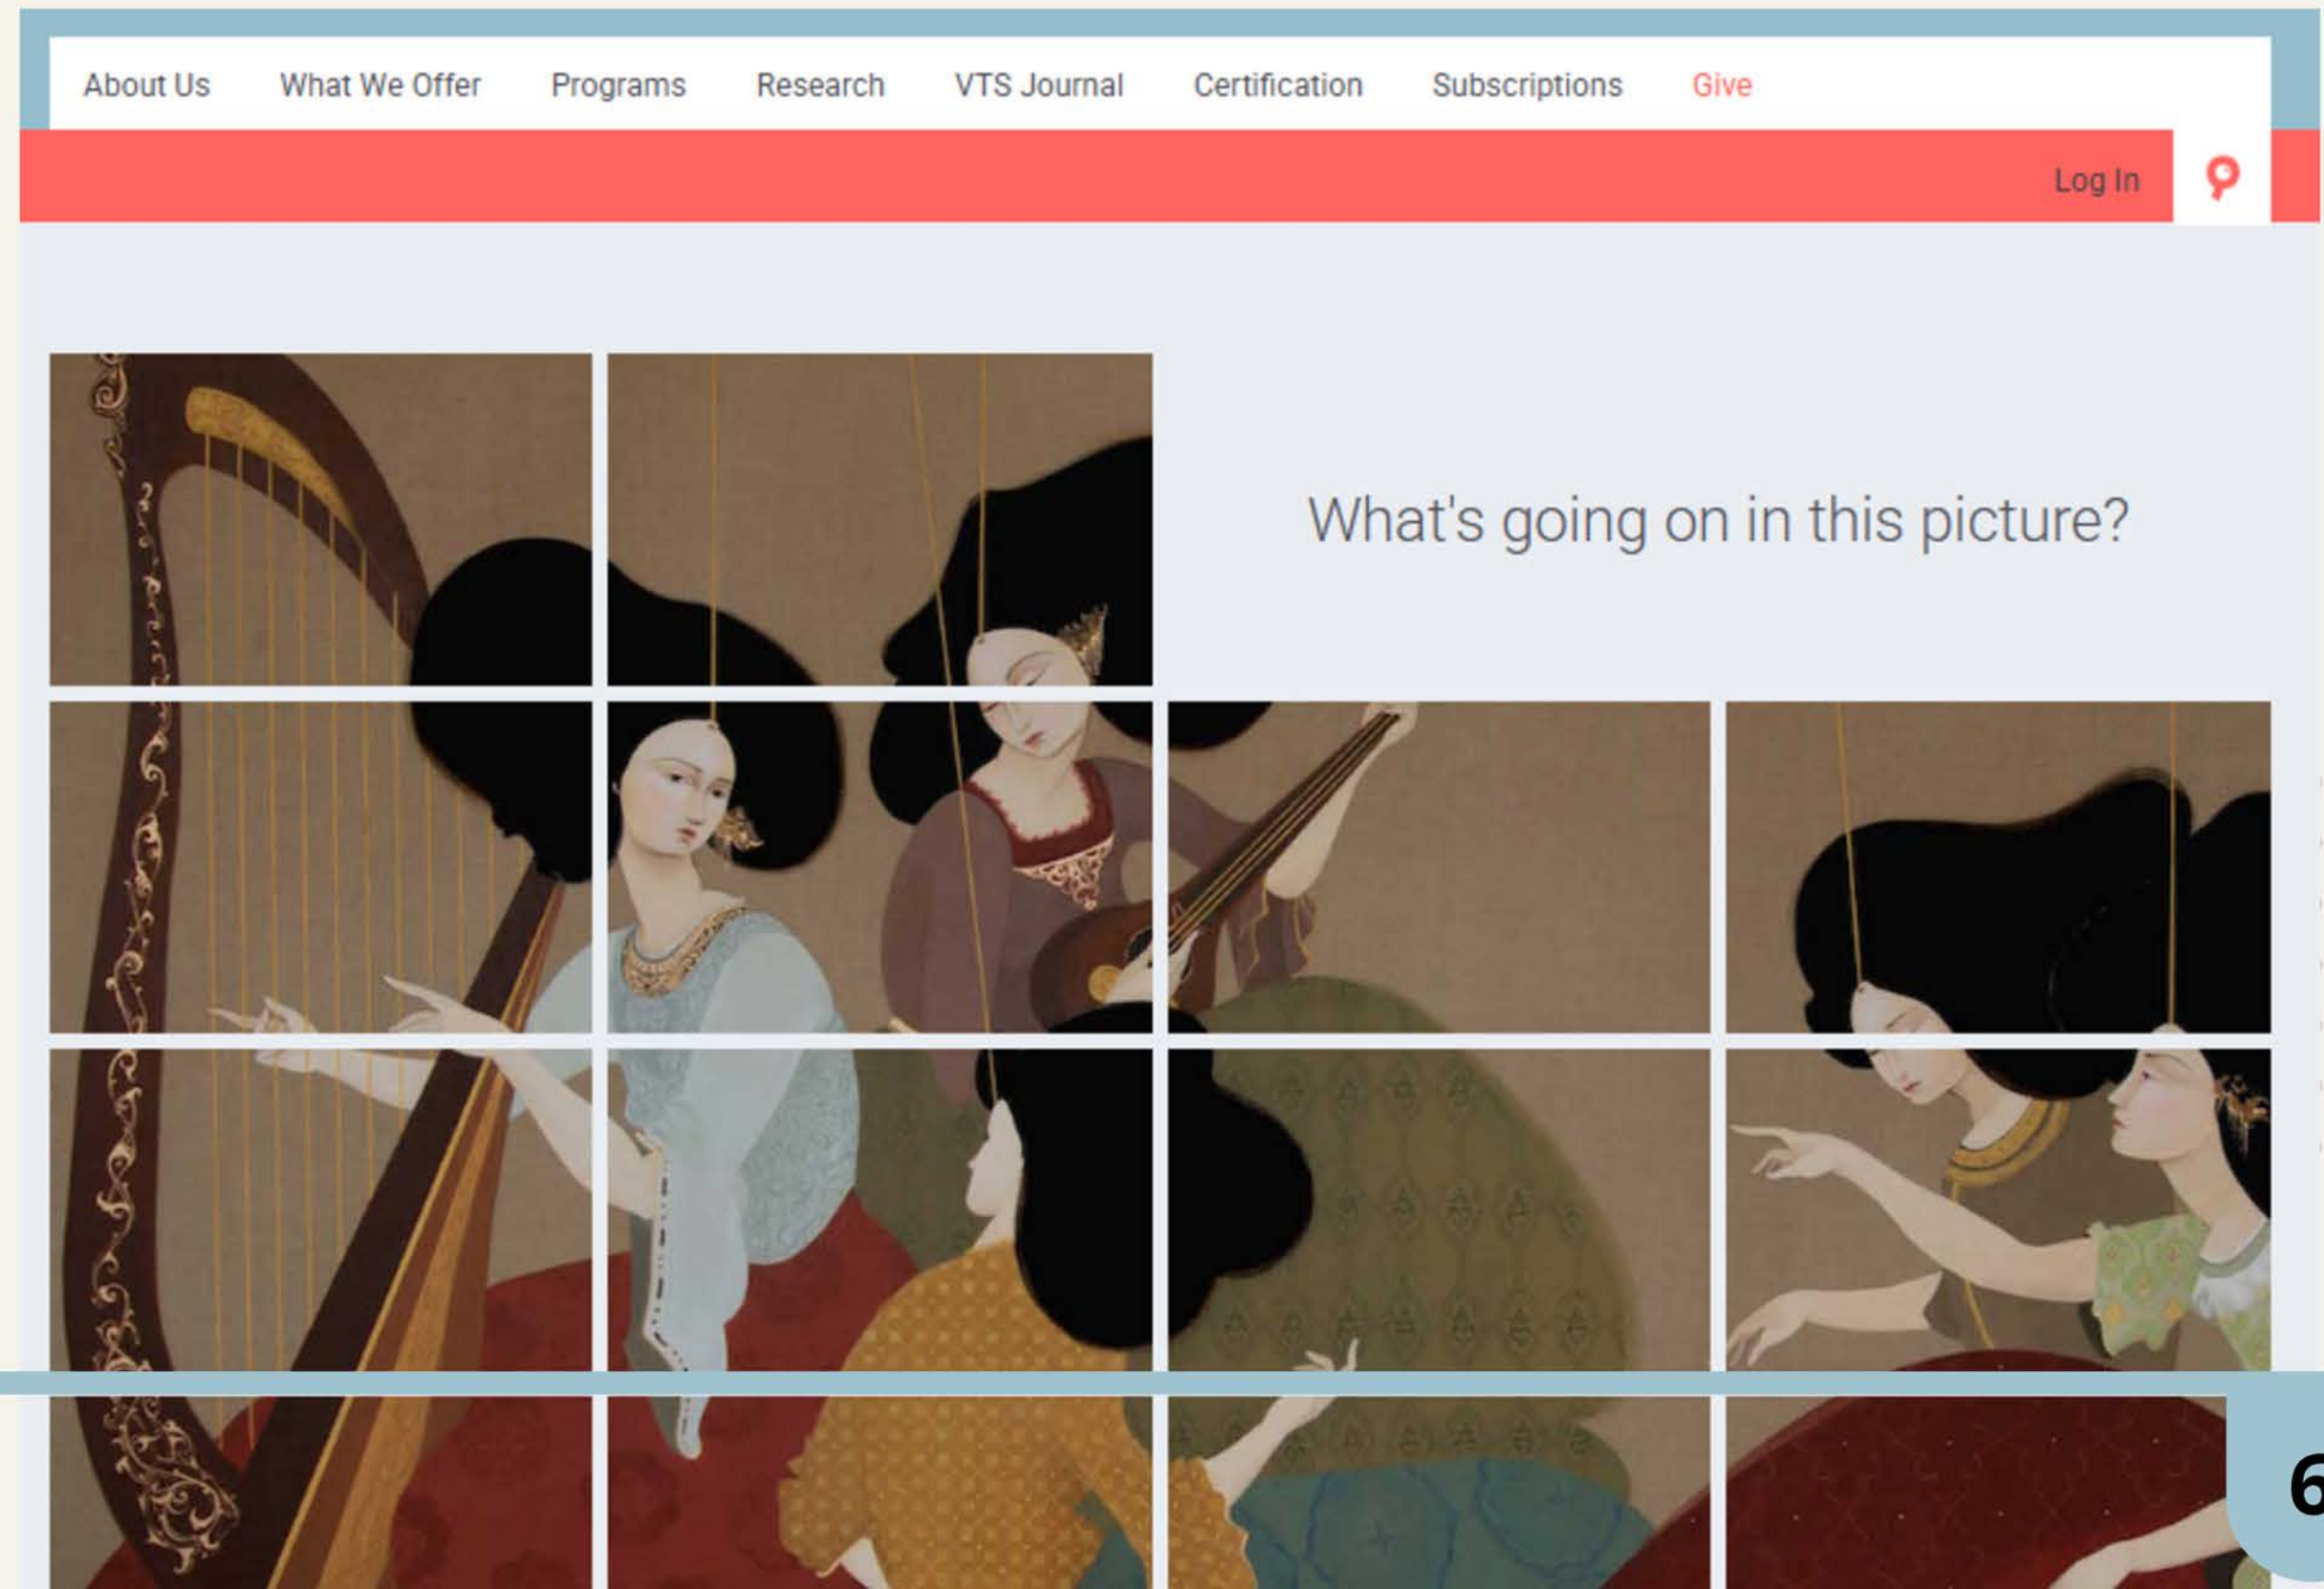 About Us What We Offer Programs Research VTS Journal Certification Subscriptions Give
Log In
What's going on in this picture?
6